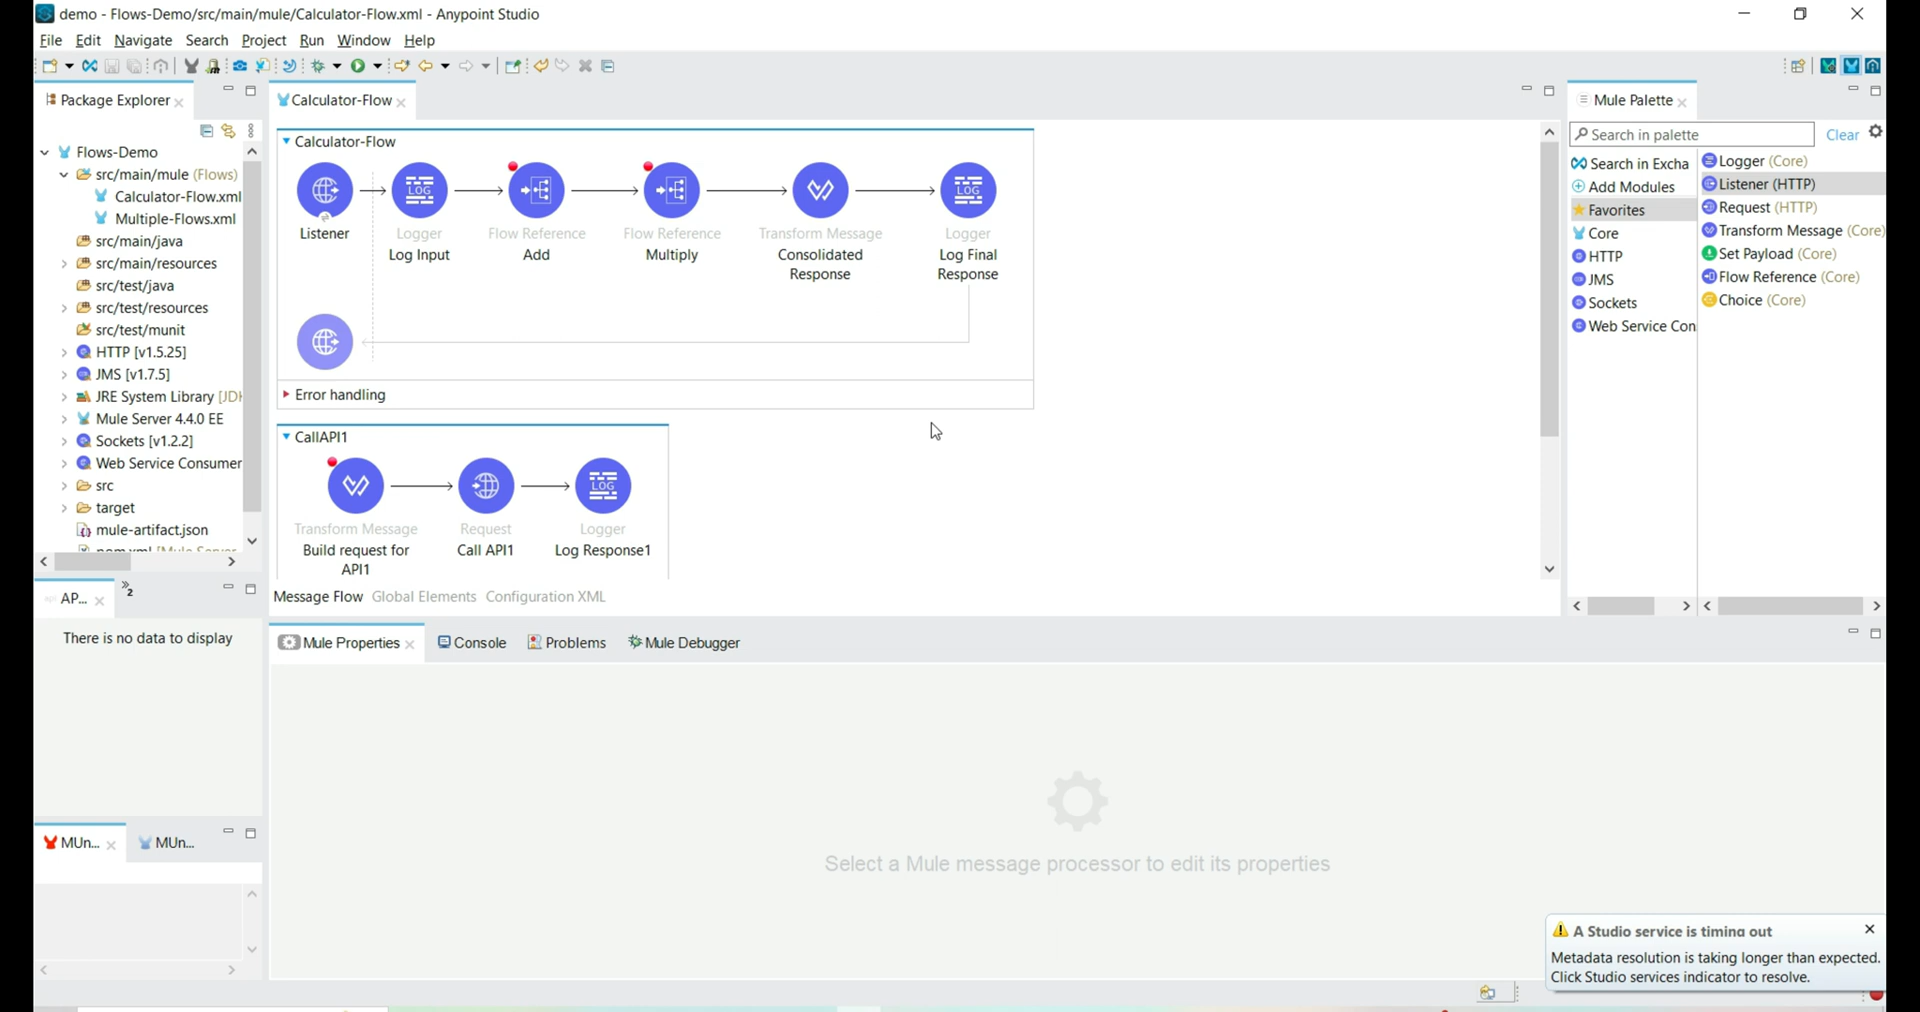 demo - Flows-Demo/src/main/mule/Calculator-Flow.xml - Anypoint Studio
File Edit Navigate Search Project Run Window Help
Package Explorer
Flows-Demo
src/main/mule (Flows)
Calculator-Flow.xml
Multiple-Flows.xml
src/main/java
src/main/resources
src/test/java
src/test/resources
src/test/munit
HTTP [v1.5.25]
JMS [v1.7.5]
JRE System Library [JD
Mule Server 4.4.0 EE
Sockets [v1.2.2]
Web Service Consumer
src
target
mule-artifact.json
AP...
2
There is no data to display
MUn...
MUn...
Calculator-Flow
Calculator-Flow
LOG
LOG
Listener
Logger
Log Input
Flow Reference
Add
Flow Reference
Multiply
Transform Message
Consolidated
Response
Logger
Log Final
Response
Error handling
CallAPI1
LOG
Transform Message
Build request for
API1
Request
Call API1
Logger
Log Response1
Message Flow Global Elements Configuration XML
Mule Palette
Search in palette
Clear
Search in Excha
Add Modules
Favorites
Core
HTTP
JMS
Sockets
Web Service Con
Logger (Core)
Listener (HTTP)
Request (HTTP)
Transform Message (Core)
Set Payload (Core)
Flow Reference (Core)
Choice (Core)
Mule Properties
Console
Problems
Mule Debugger
Select a Mule message processor to edit its properties
A Studio service is timing out
Metadata resolution is taking longer than expected.
Click Studio services indicator to resolve.